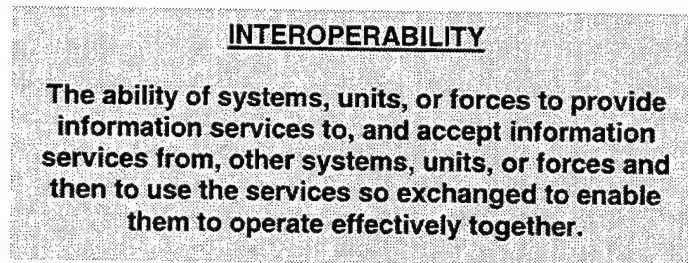 INTEROPERABILITY
The ability of systems, units, or forces to provide
information services to, and accept information
services from, other systems, units, or forces and
then to use the services so exchanged to enable
them to operate effectively together.